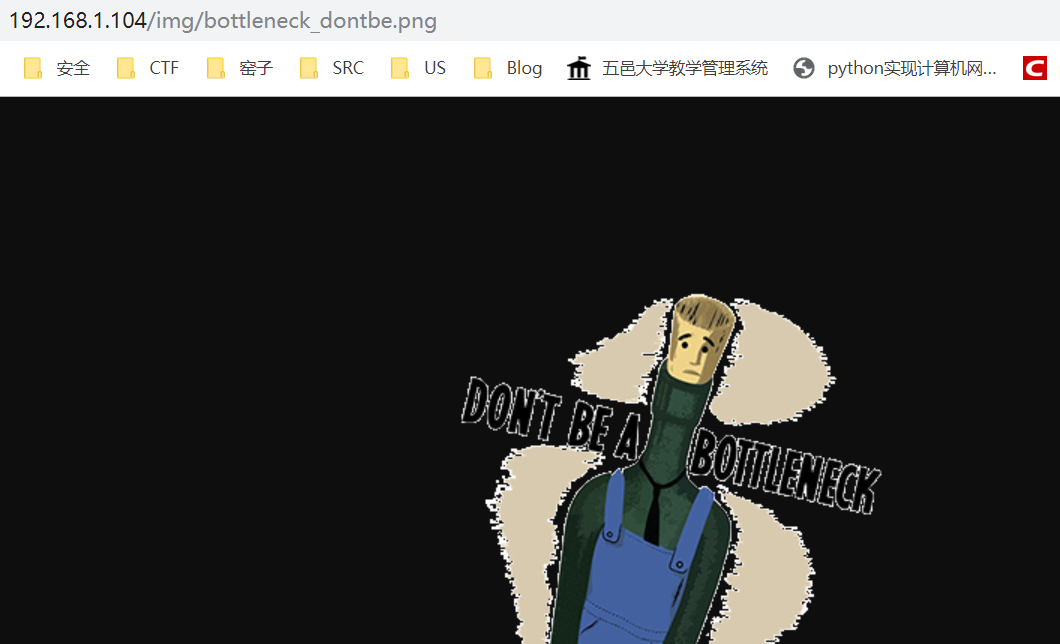 192.168.1.104/img/bottleneck_dontbe.png
安全 CTF 窑子 SRC US Blog 五邑大学教学管理系统 python实现计算机网...
DON'T BE A BOTTLENECK